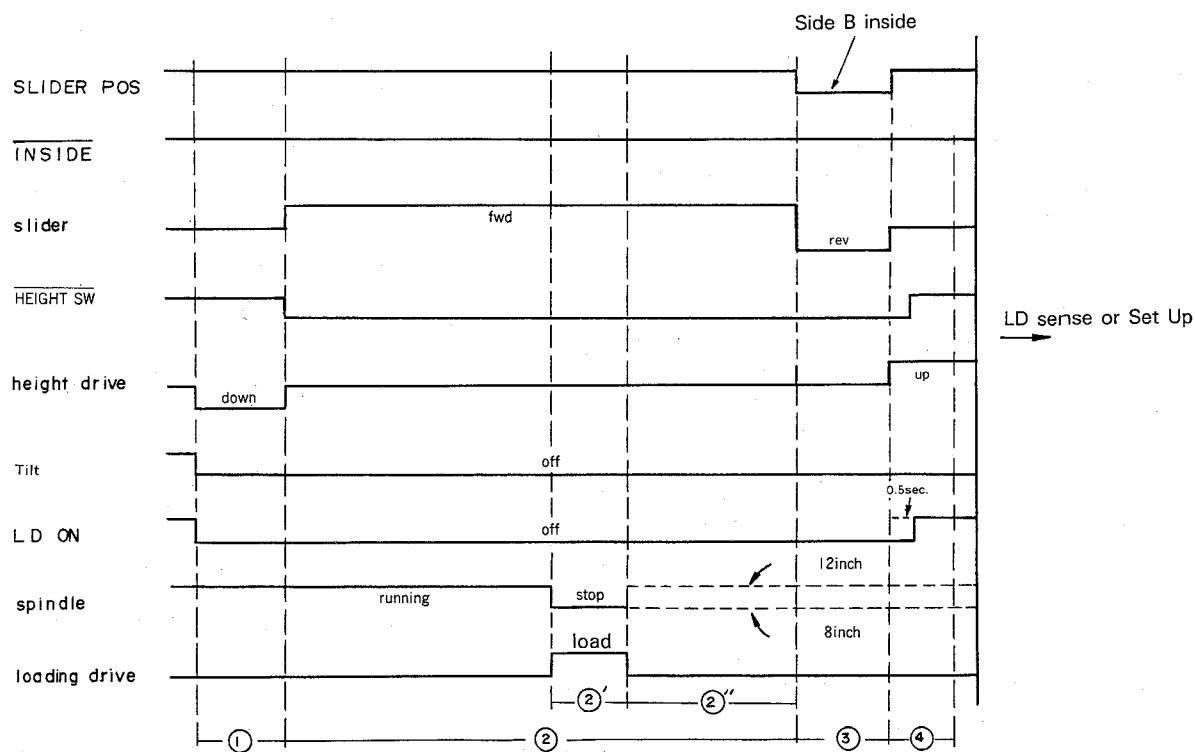 Side B inside
SLIDER POS
INSIDE
slider
fwd
rev
HEIGHT SW
LD sense or Set Up
height drive
down
up
Tilt
off
0.5sec.
LD ON
off
12inch
spindle
running
stop
8inch
load
loading drive
②' ②"
① ② ③ ④